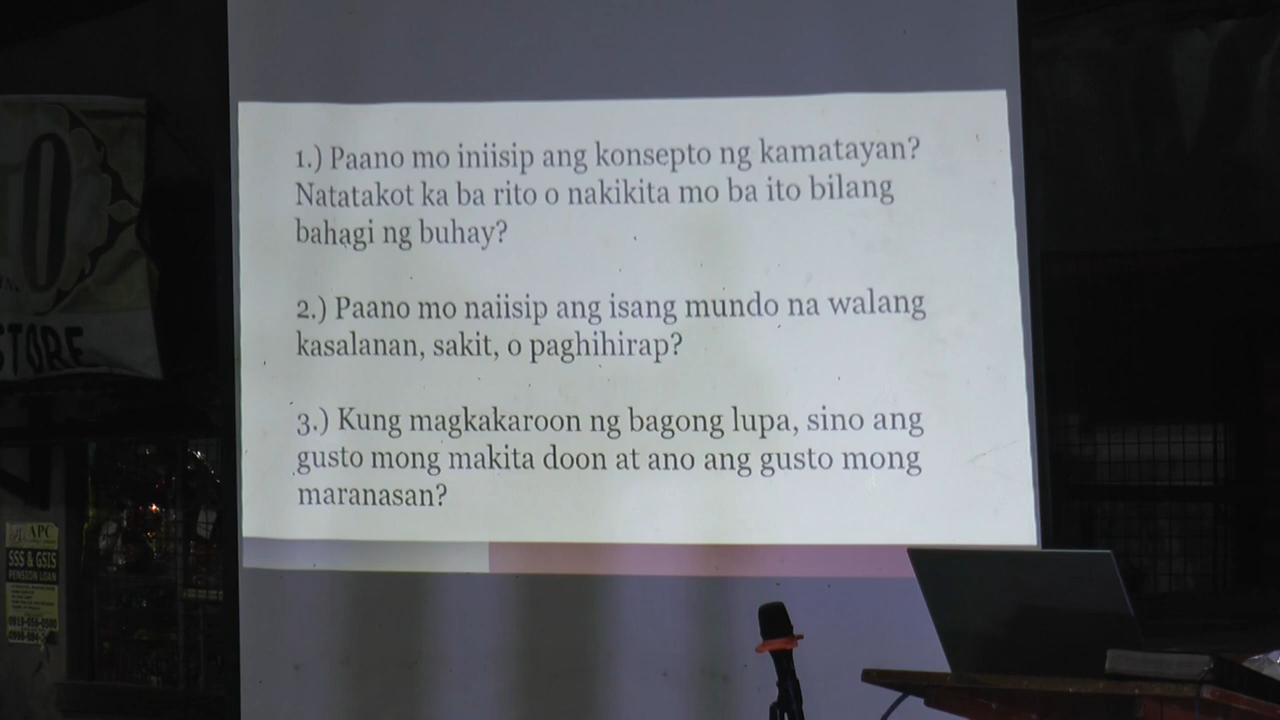 1.) Paano mo iniisip ang konsepto ng kamatayan?
Natatakot ka ba rito o nakikita mo ba ito bilang
bahagi ng buhay?
2.) Paano mo naiisip ang isang mundo na walang
kasalanan, sakit, o paghihirap?
3.) Kung magkakaroon ng bagong lupa, sino ang
gusto mong makita doon at ano ang gusto mong
maranasan?
STORE
APC
SSS & GSIS
PENSION LOAN